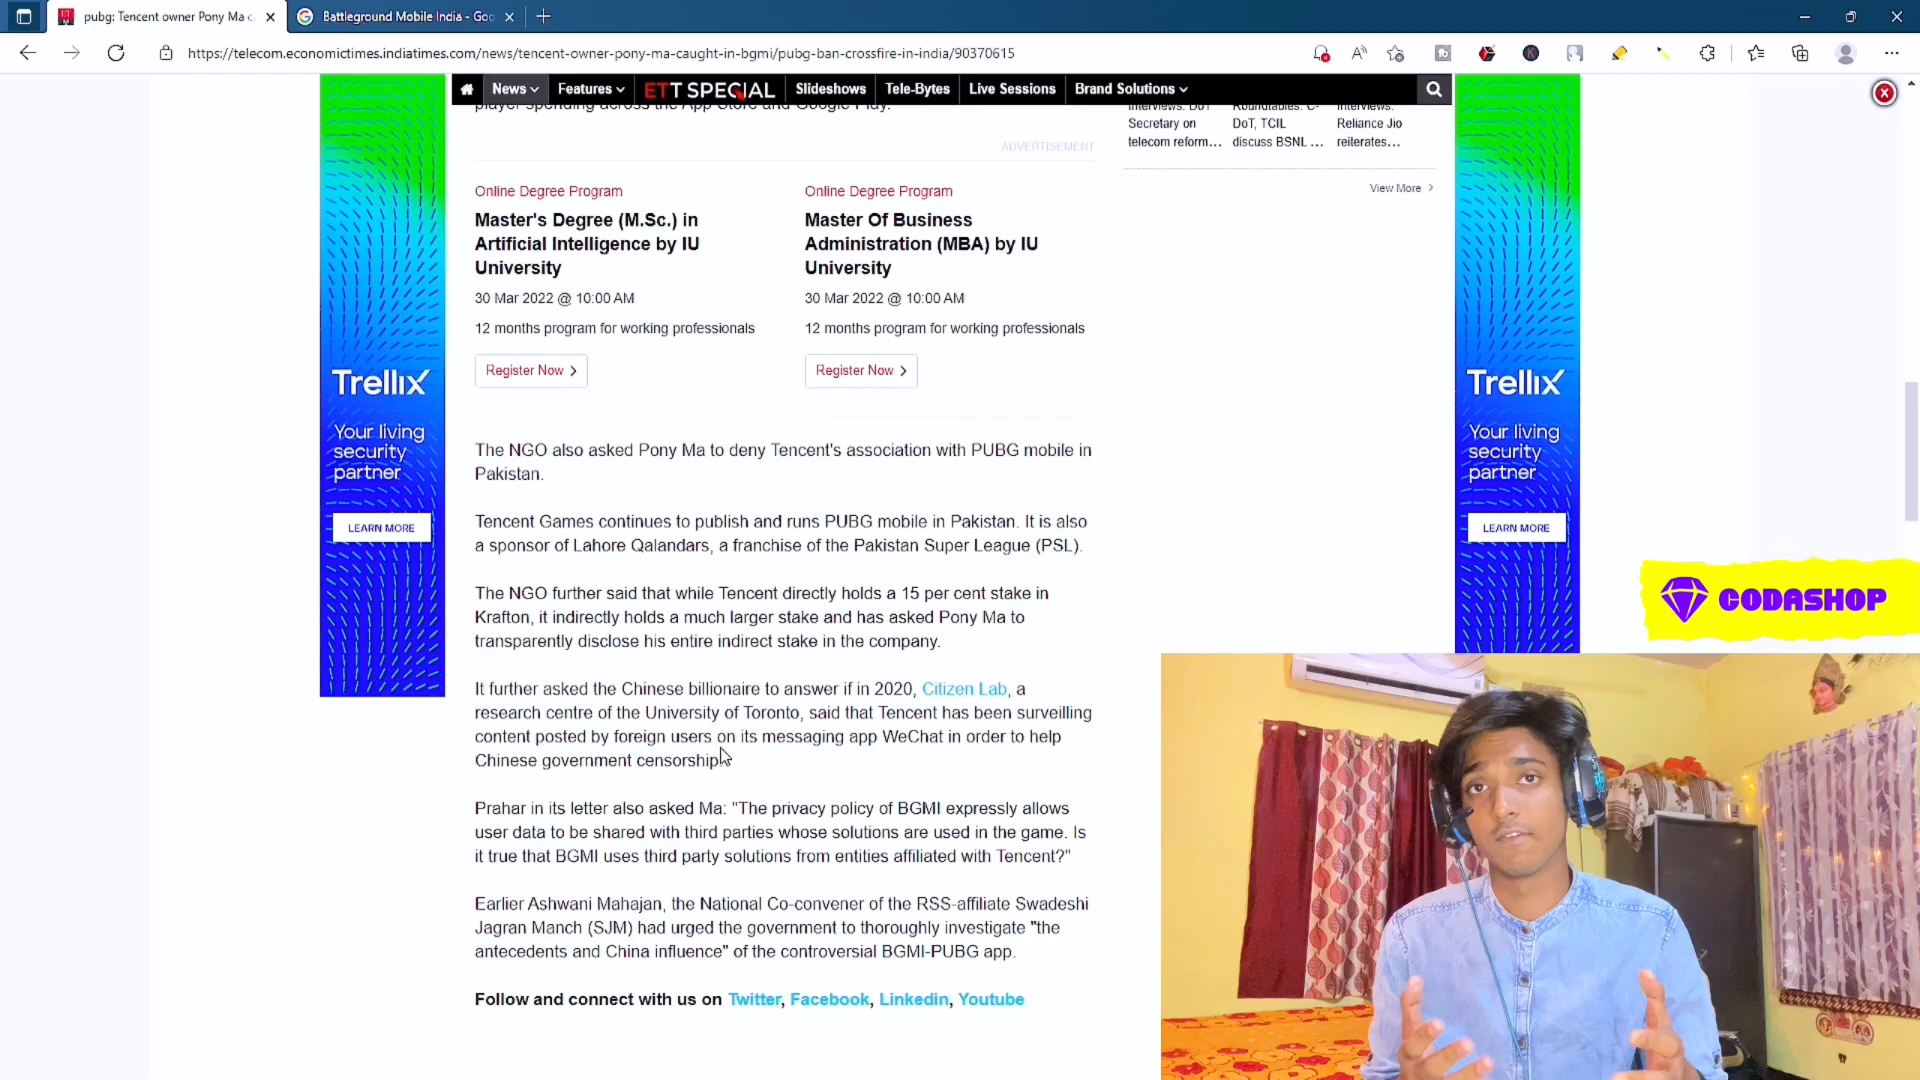 pubg: Tencent owner Pony Ma c
Battleground Mobile India - Goo
https://telecom.economictimes.indiatimes.com/news/tencent-owner-pony-ma-caught-in-bgmi/pubg-ban-crossfire-in-india/90370615
News
Features
ETT SPECIAL
Slideshows
Tele-Bytes
Live Sessions
Brand Solutions
player spending across the App Store and Google Play.
ADVERTISEMENT
Online Degree Program
Master's Degree (M.Sc.) in
Artificial Intelligence by IU
University
30 Mar 2022 @ 10:00 AM
12 months program for working professionals
Register Now
Online Degree Program
Master Of Business
Administration (MBA) by IU
University
30 Mar 2022 @ 10:00 AM
12 months program for working professionals
Register Now
The NGO also asked Pony Ma to deny Tencent's association with PUBG mobile in
Pakistan.
Tencent Games continues to publish and runs PUBG mobile in Pakistan. It is also
a sponsor of Lahore Qalandars, a franchise of the Pakistan Super League (PSL).
The NGO further said that while Tencent directly holds a 15 per cent stake in
Krafton, it indirectly holds a much larger stake and has asked Pony Ma to
transparently disclose his entire indirect stake in the company.
It further asked the Chinese billionaire to answer if in 2020, Citizen Lab, a
research centre of the University of Toronto, said that Tencent has been surveilling
content posted by foreign users on its messaging app WeChat in order to help
Chinese government censorship.
Prahar in its letter also asked Ma: "The privacy policy of BGMI expressly allows
user data to be shared with third parties whose solutions are used in the game. Is
it true that BGMI uses third party solutions from entities affiliated with Tencent?"
Earlier Ashwani Mahajan, the National Co-convener of the RSS-affiliate Swadeshi
Jagran Manch (SJM) had urged the government to thoroughly investigate "the
antecedents and China influence" of the controversial BGMI-PUBG app.
Follow and connect with us on Twitter, Facebook, Linkedin, Youtube
Interviews: DoT
Secretary on
telecom reform...
Roundtables: C-
DoT, TCIL
discuss BSNL ...
Interviews:
Reliance Jio
reiterates...
View More
Trellix
Your living
security
partner
LEARN MORE
Trellix
Your living
security
partner
LEARN MORE
CODASHOP